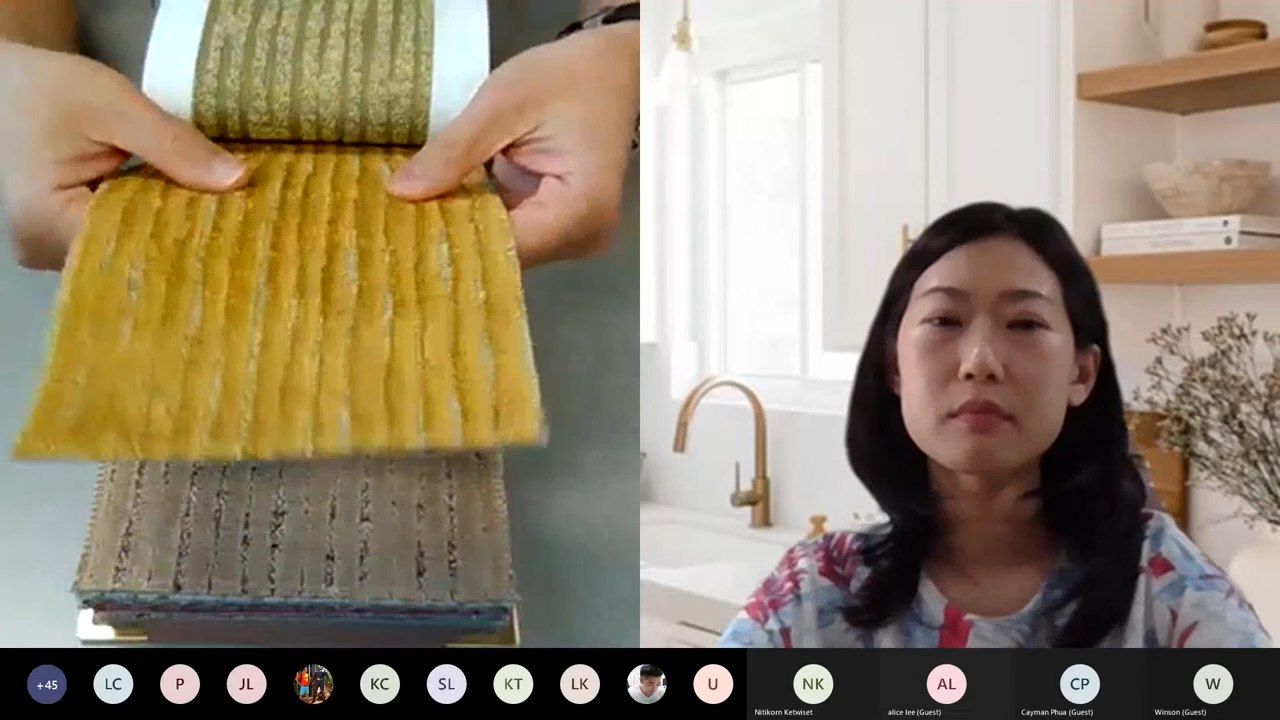 +45
LC
P
JL
KC
SL
KT
LK
U
NK
AL
CP
W
Nitikorn Ketwiset
alice lee (Guest)
Cayman Phua (Guest)
Winson (Guest)